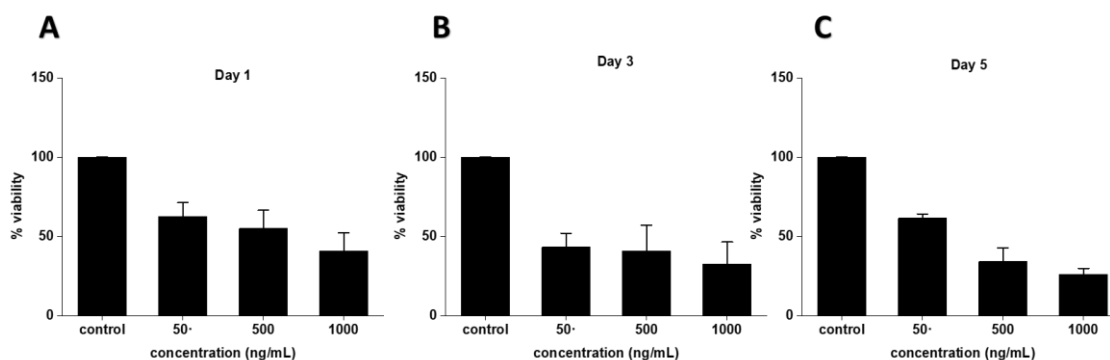 A
Day 1
150
100
50
0
% viability
control 50· 500 1000
concentration (ng/mL)
B
Day 3
150
100
50
0
% viability
control 50· 500 1000
concentration (ng/mL)
C
Day 5
150
100
50
0
% viability
control 50· 500 1000
concentration (ng/mL)